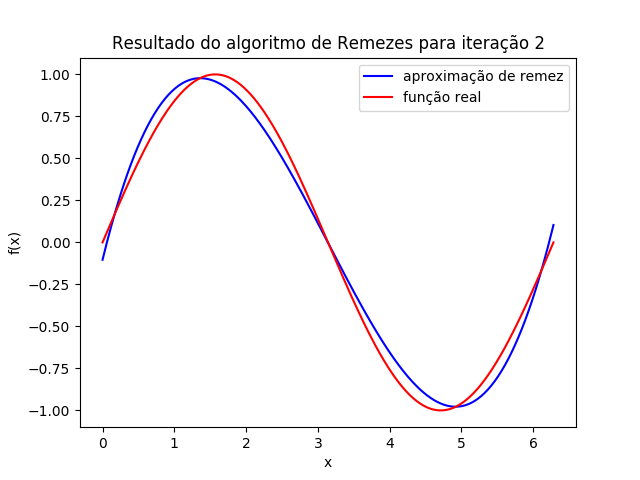 Resultado do algoritmo de Remezes para iteração 2
aproximação de remez
função real
1.00
0.75
0.50
0.25
0.00
−0.25
−0.50
−0.75
−1.00
f(x)
0 1 2 3 4 5 6
x